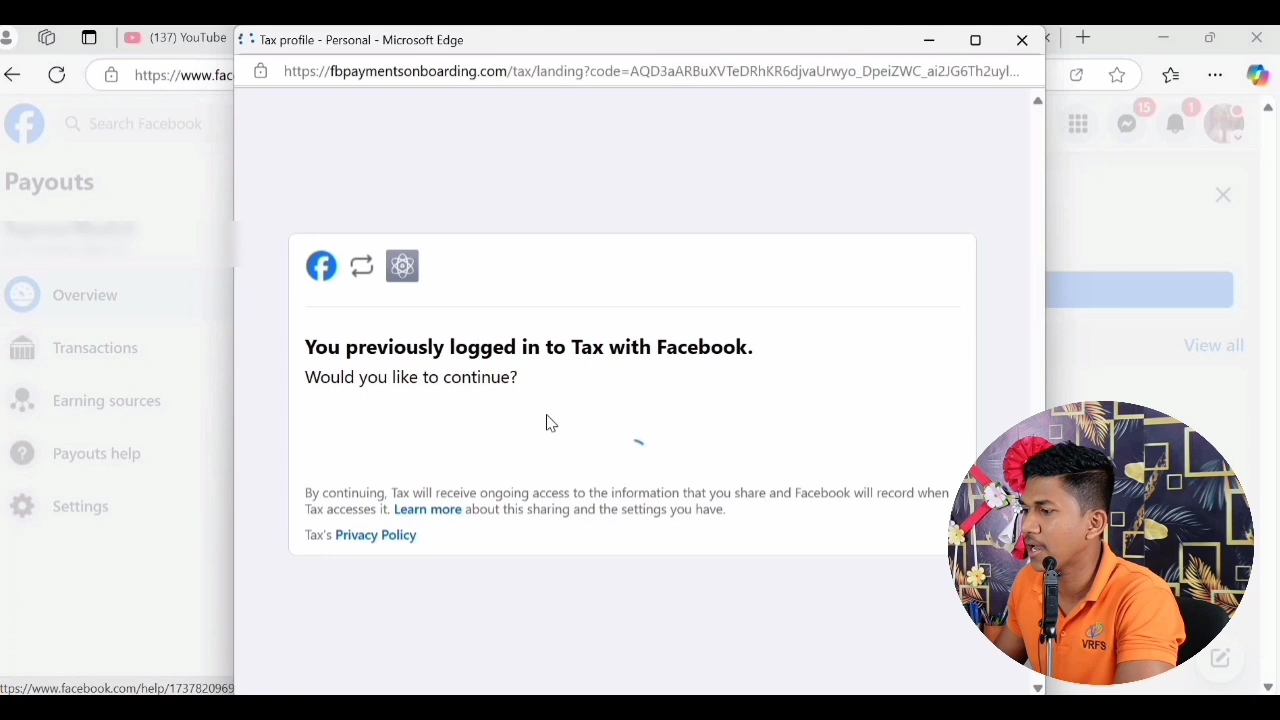 (137) YouTube
Tax profile - Personal - Microsoft Edge
https://www.fac
https://fbpaymentsonboarding.com/tax/landing?code=AQD3aARBuXVTeDRhKR6djvaUrwyo_DpeiZWC_ai2JG6Th2uyl...
Search Facebook
15
1
Payouts
Overview
Transactions
Earning sources
Payouts help
Settings
View all
You previously logged in to Tax with Facebook.
Would you like to continue?
By continuing, Tax will receive ongoing access to the information that you share and Facebook will record when
Tax accesses it. Learn more about this sharing and the settings you have.
Tax's Privacy Policy
VRFS
ttps://www.facebook.com/help/1737820969